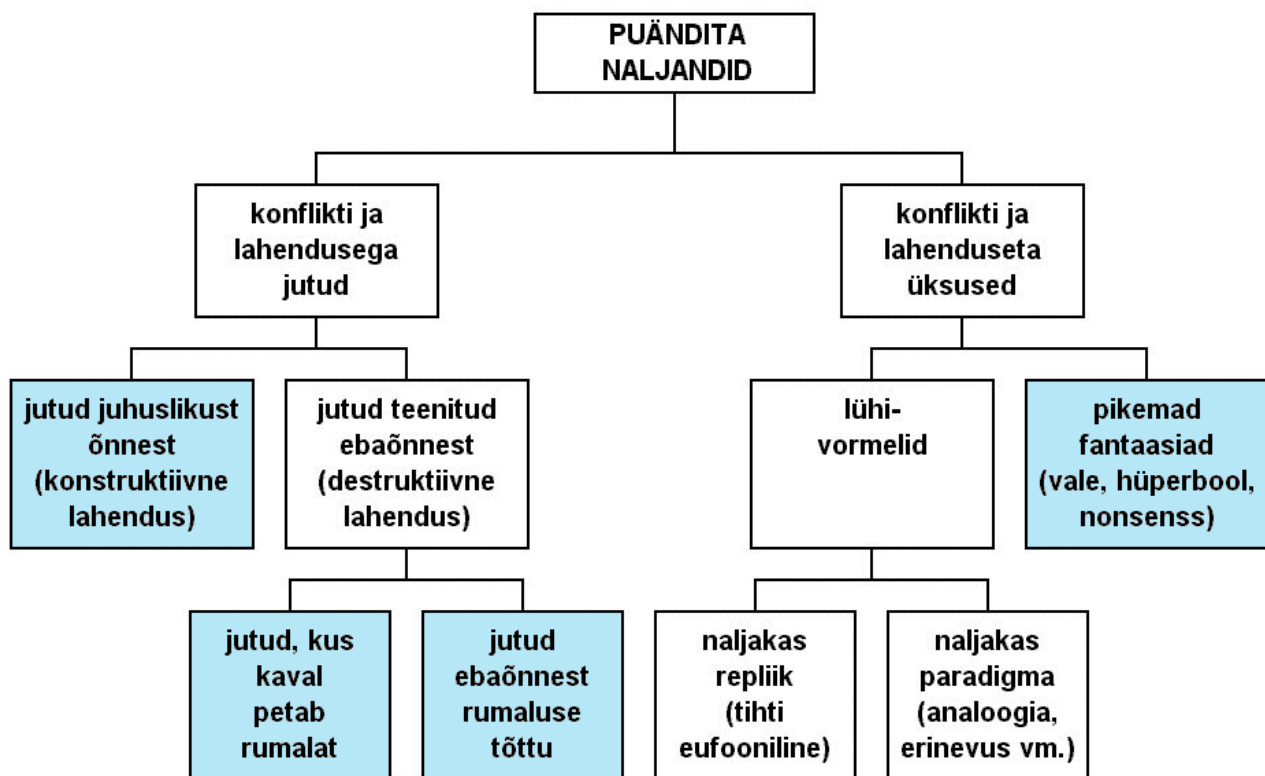 PUÄNDITA
NALJANDID
konflikti ja
lahendusega
jutud
konflikti ja
lahenduseta
üksused
jutud juhuslikust
õnnest
(konstruktiivne
lahendus)
jutud teenitud
ebaõnnest
(destruktiivne
lahendus)
lühi-
vormelid
pikemad
fantaasiad
(vale, hüperbool,
nonsenss)
jutud, kus
kaval
petab
rumalat
jutud
ebaõnnest
rumaluse
tõttu
naljakas
repliik
(tihti
eufooniline)
naljakas
paradigma
(analoogia,
erinevus vm.)